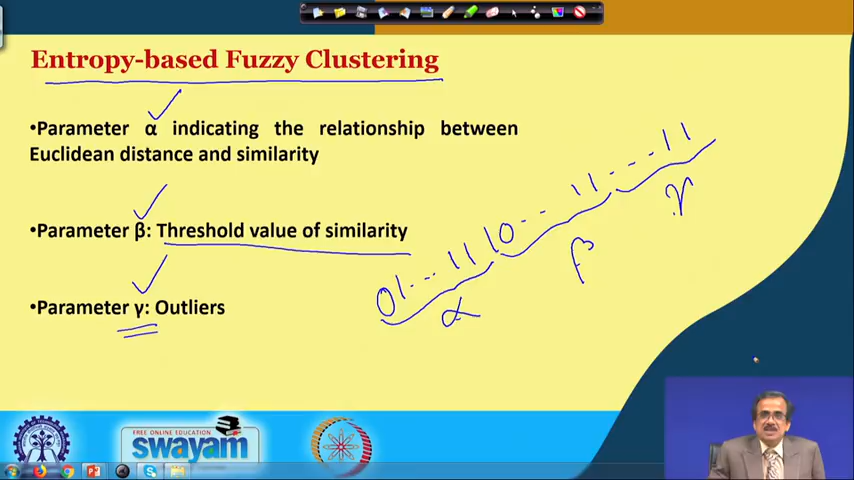 Entropy-based Fuzzy Clustering
•Parameter α indicating the relationship between
Euclidean distance and similarity
•Parameter β: Threshold value of similarity
•Parameter γ: Outliers
01...11 10... 11...11
α
β
γ
FREE ONLINE EDUCATION
swayam